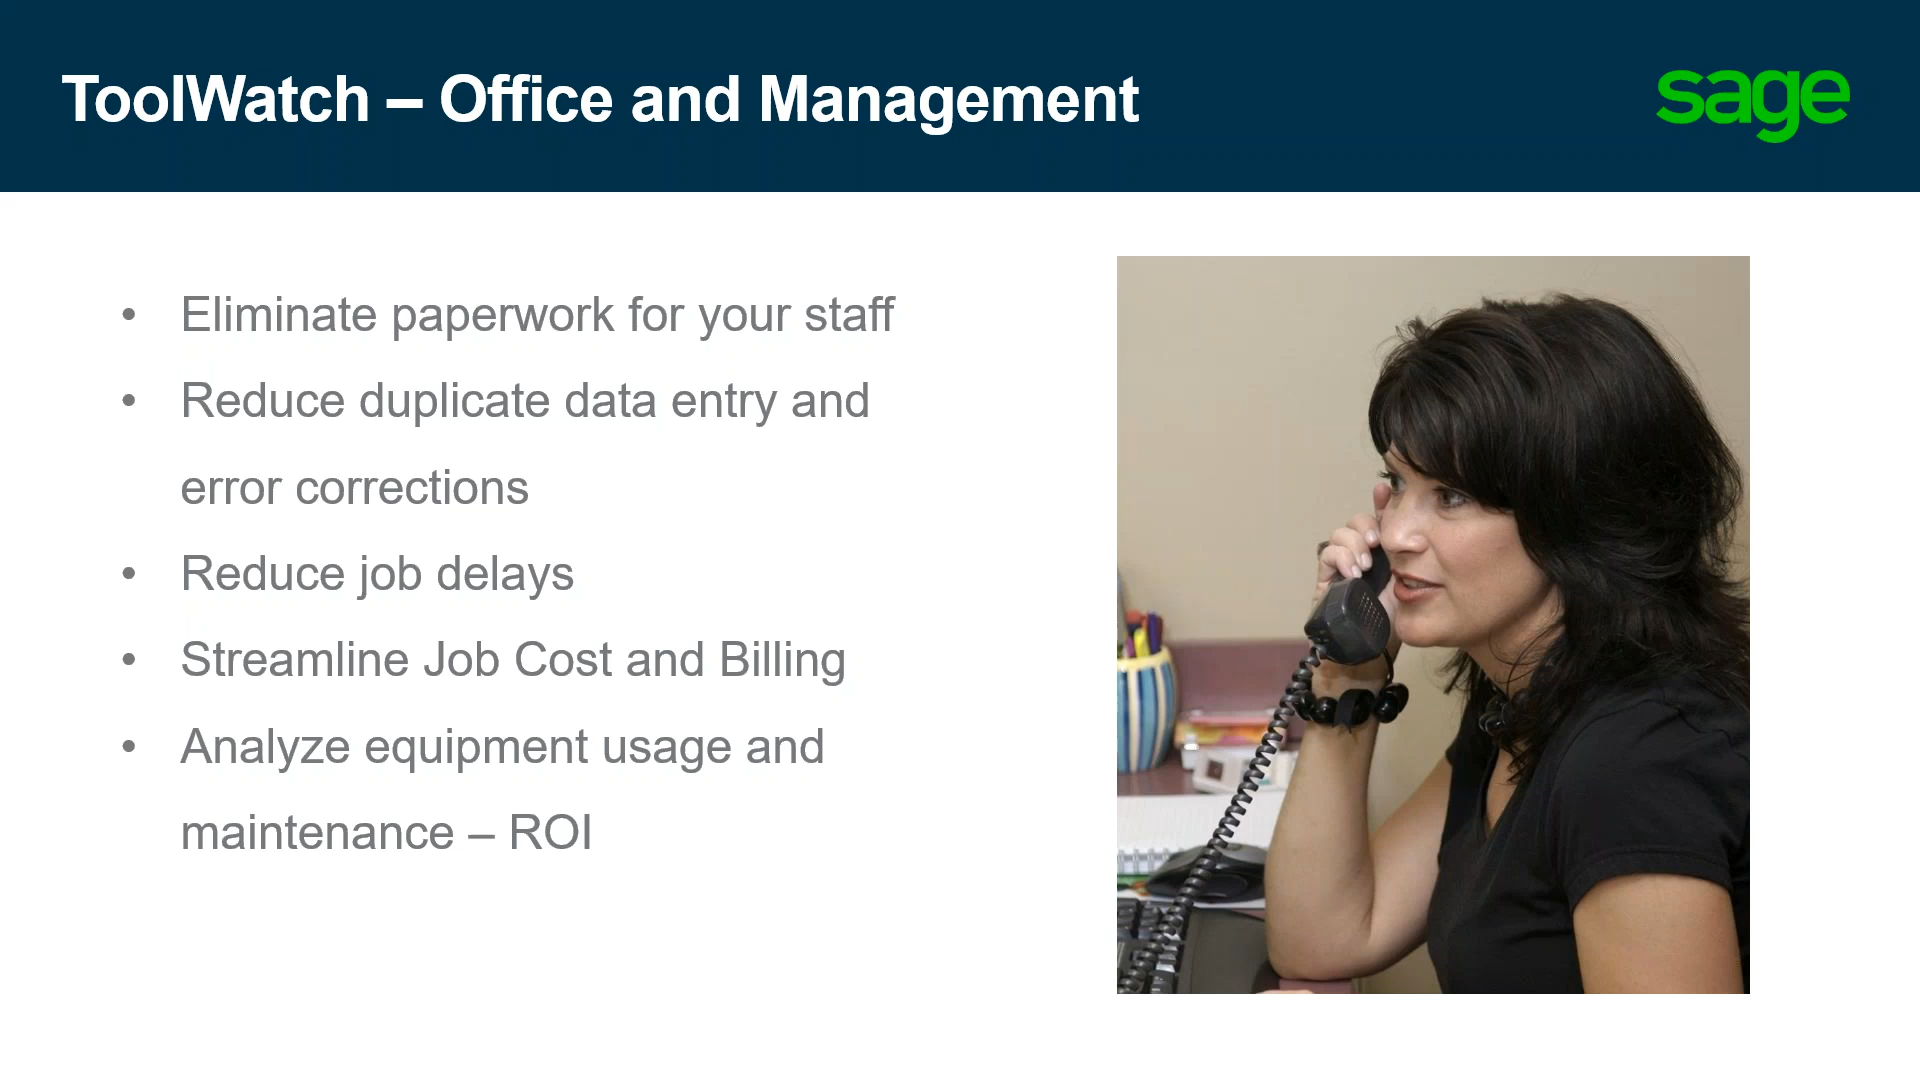 ToolWatch – Office and Management
sage
• Eliminate paperwork for your staff
• Reduce duplicate data entry and
error corrections
• Reduce job delays
• Streamline Job Cost and Billing
• Analyze equipment usage and
maintenance – ROI